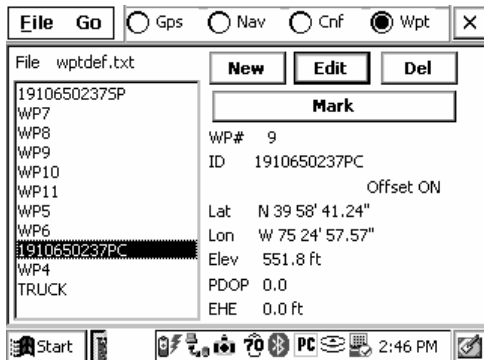 File Go Gps Nav Cnf Wpt
File wptdef.txt
New Edit Del
Mark
1910650237SP
WP7
WP8
WP9
WP10
WP11
WP5
WP6
1910650237PC
WP4
TRUCK
WP# 9
ID 1910650237PC
Offset ON
Lat N 39 58' 41.24"
Lon W 75 24' 57.57"
Elev 551.8 ft
PDOP 0.0
EHE 0.0 ft
Start 70 PC 2:46 PM